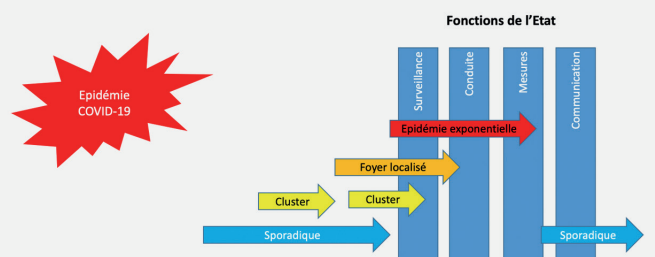 Fonctions de l'Etat
Epidémie
COVID-19
Surveillance
Conduite
Mesures
Communication
Epidémie exponentielle
Foyer localisé
Cluster
Cluster
Sporadique
Sporadique